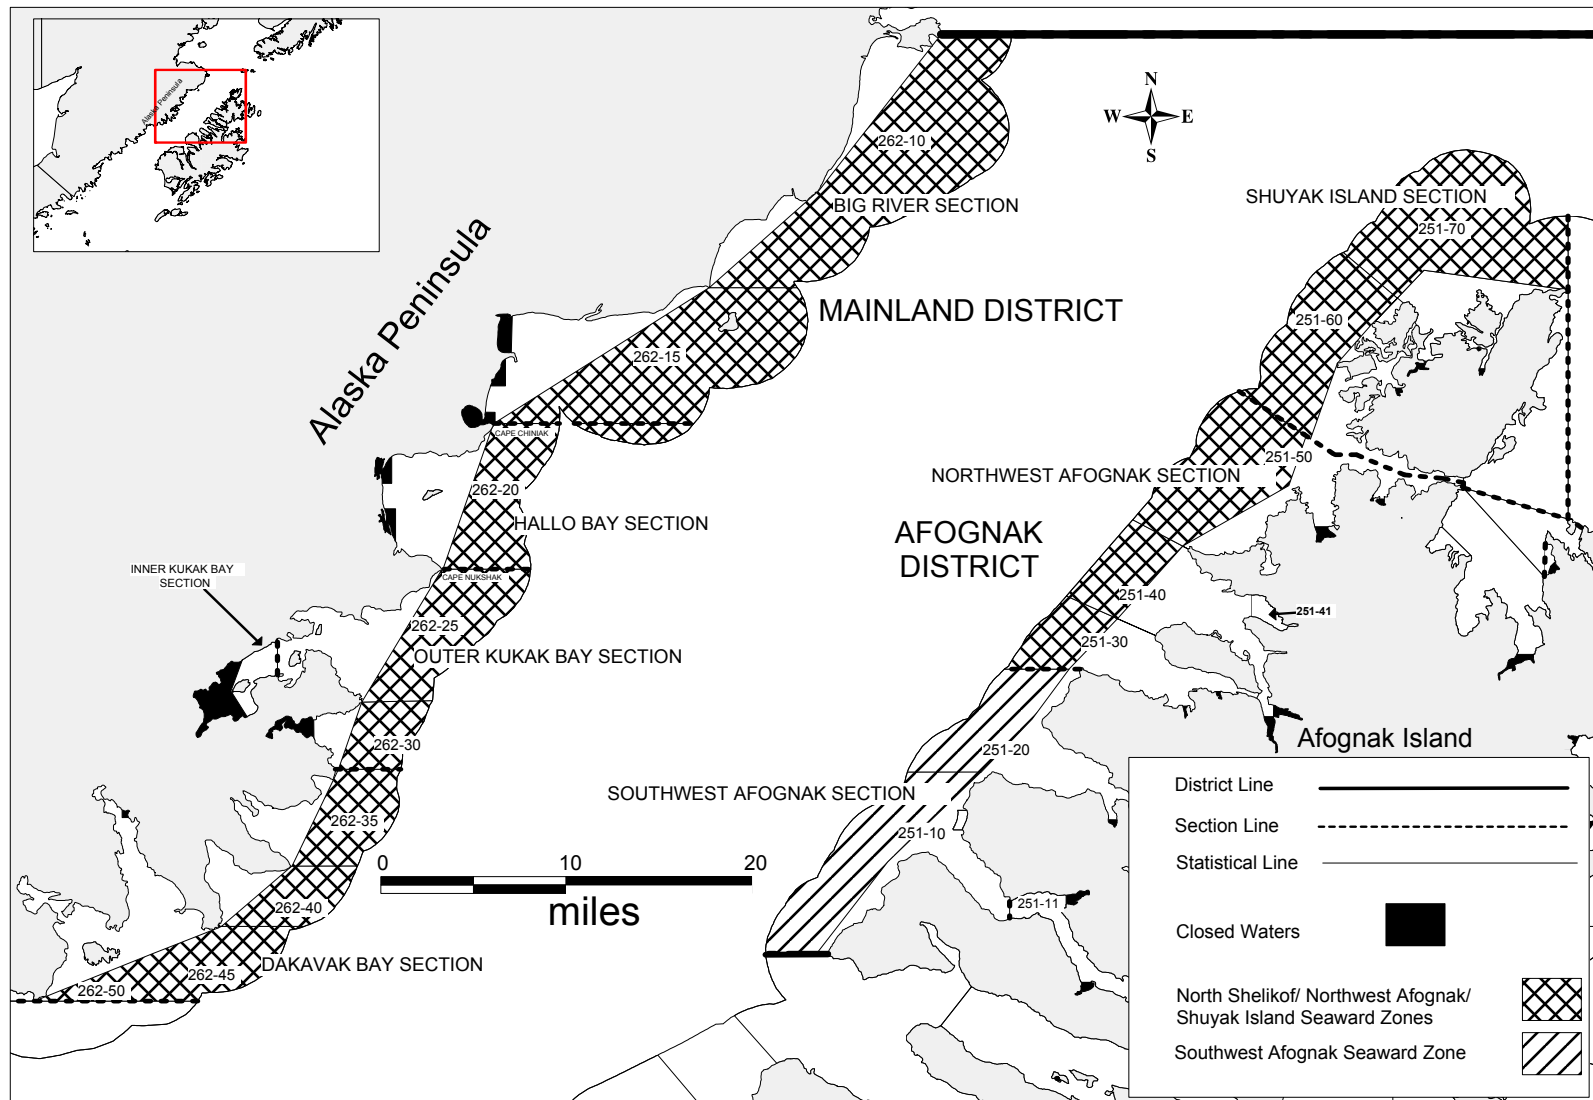 Alaska Peninsula
N
W E
S
262-10
BIG RIVER SECTION
SHUYAK ISLAND SECTION
251-70
Alaska Peninsula
MAINLAND DISTRICT
251-60
262-15
CAPE CHINIAK
251-50
NORTHWEST AFOGNAK SECTION
262-20
HALLO BAY SECTION
AFOGNAK
DISTRICT
INNER KUKAK BAY
SECTION
CAPE NUKSHAK
251-40
251-41
262-25
251-30
OUTER KUKAK BAY SECTION
262-30
251-20
Afognak Island
SOUTHWEST AFOGNAK SECTION
262-35
251-10
0 10 20
miles
262-40
251-11
DAKAVAK BAY SECTION
262-45
262-50
District Line
Section Line
Statistical Line
Closed Waters
North Shelikof/ Northwest Afognak/
Shuyak Island Seaward Zones
Southwest Afognak Seaward Zone